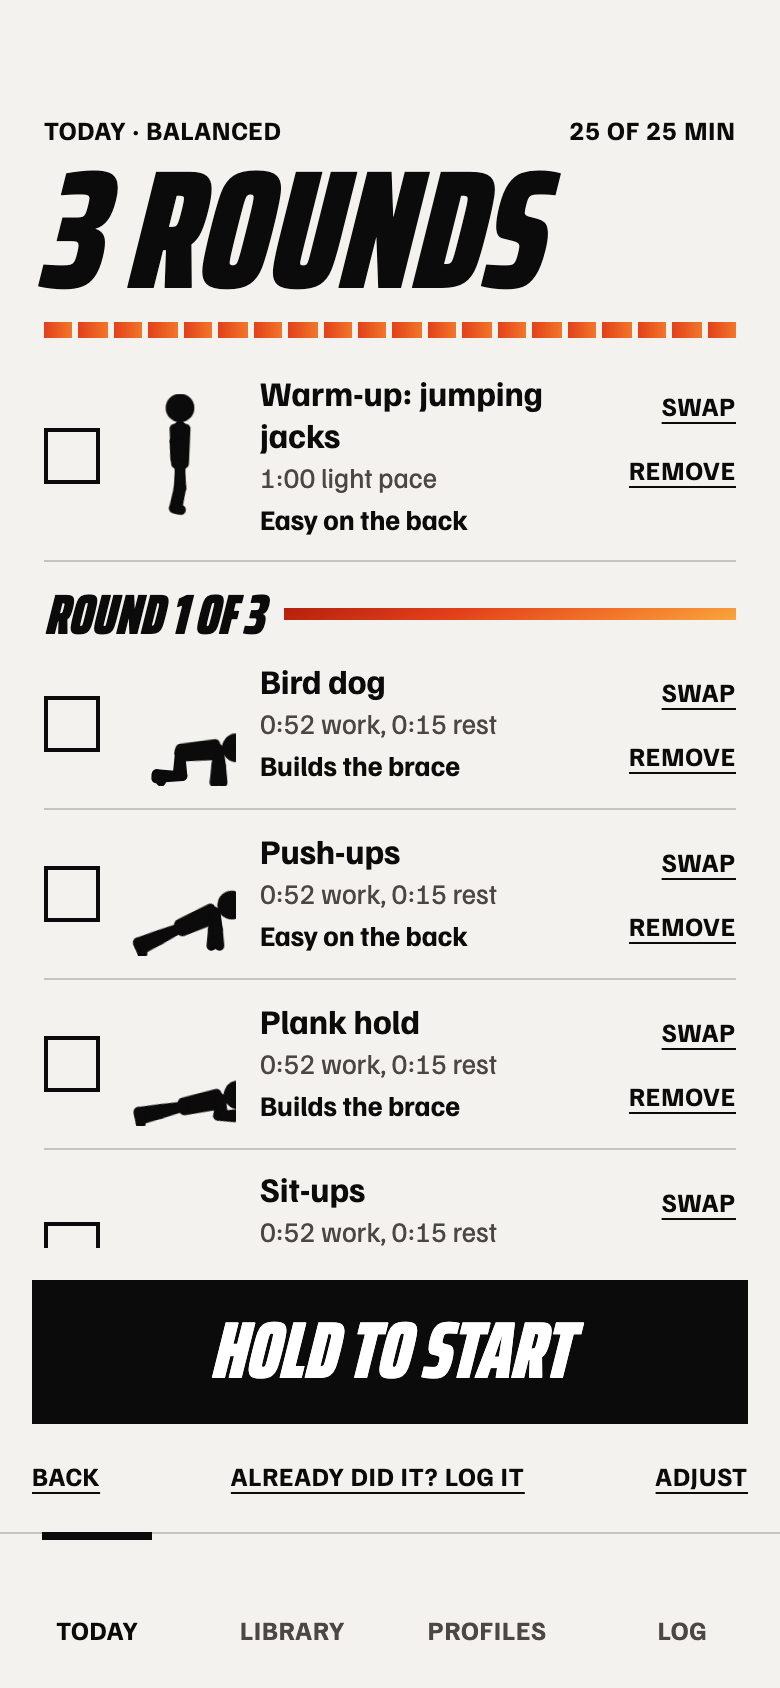 TODAY · BALANCED
25 OF 25 MIN
3 ROUNDS
Warm-up: jumping
jacks
1:00 light pace
Easy on the back
SWAP
REMOVE
ROUND 1 OF 3
Bird dog
0:52 work, 0:15 rest
Builds the brace
SWAP
REMOVE
Push-ups
0:52 work, 0:15 rest
Easy on the back
SWAP
REMOVE
Plank hold
0:52 work, 0:15 rest
Builds the brace
SWAP
REMOVE
Sit-ups
0:52 work, 0:15 rest
SWAP
HOLD TO START
BACK
ALREADY DID IT? LOG IT
ADJUST
TODAY
LIBRARY
PROFILES
LOG